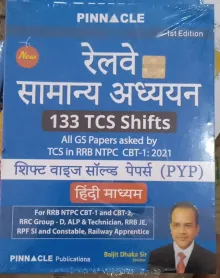 PINNACLE
1st Edition
New
रेलवे
सामान्य अध्ययन
133 TCS Shifts
All GS Papers asked by
TCS in RRB NTPC CBT-1: 2021
शिफ्ट वाइज सॉल्व्ड पेपर्स (PYP)
हिंदी माध्यम
For RRB NTPC CBT-1 and CBT-2,
RRC Group - D, ALP & Technician, RRB JE,
RPF SI and Constable, Railway Apprentice
Baljit Dhaka Sir
PINNACLE Publications